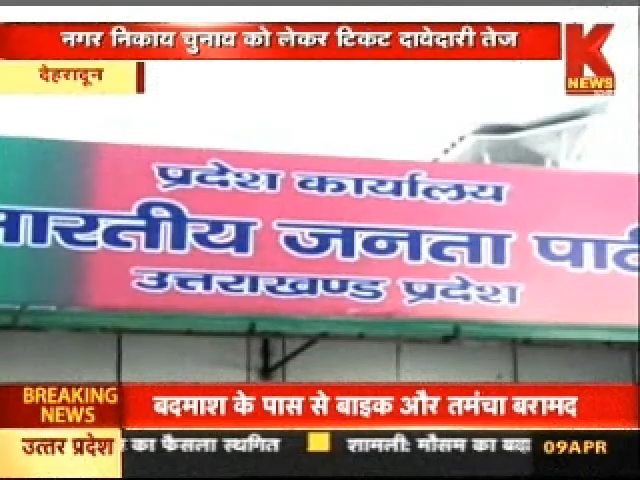 नगर निकाय चुनाव को लेकर टिकट दावेदारी तेज
देहरादून
K
NEWS
प्रदेश कार्यालय
भारतीय जनता पार्टी
उत्तराखण्ड प्रदेश
BREAKING NEWS
बदमाश के पास से बाइक और तमंचा बरामद
उत्तर प्रदेश
का फैसला स्थगित
शामली: मौसम का
09APR